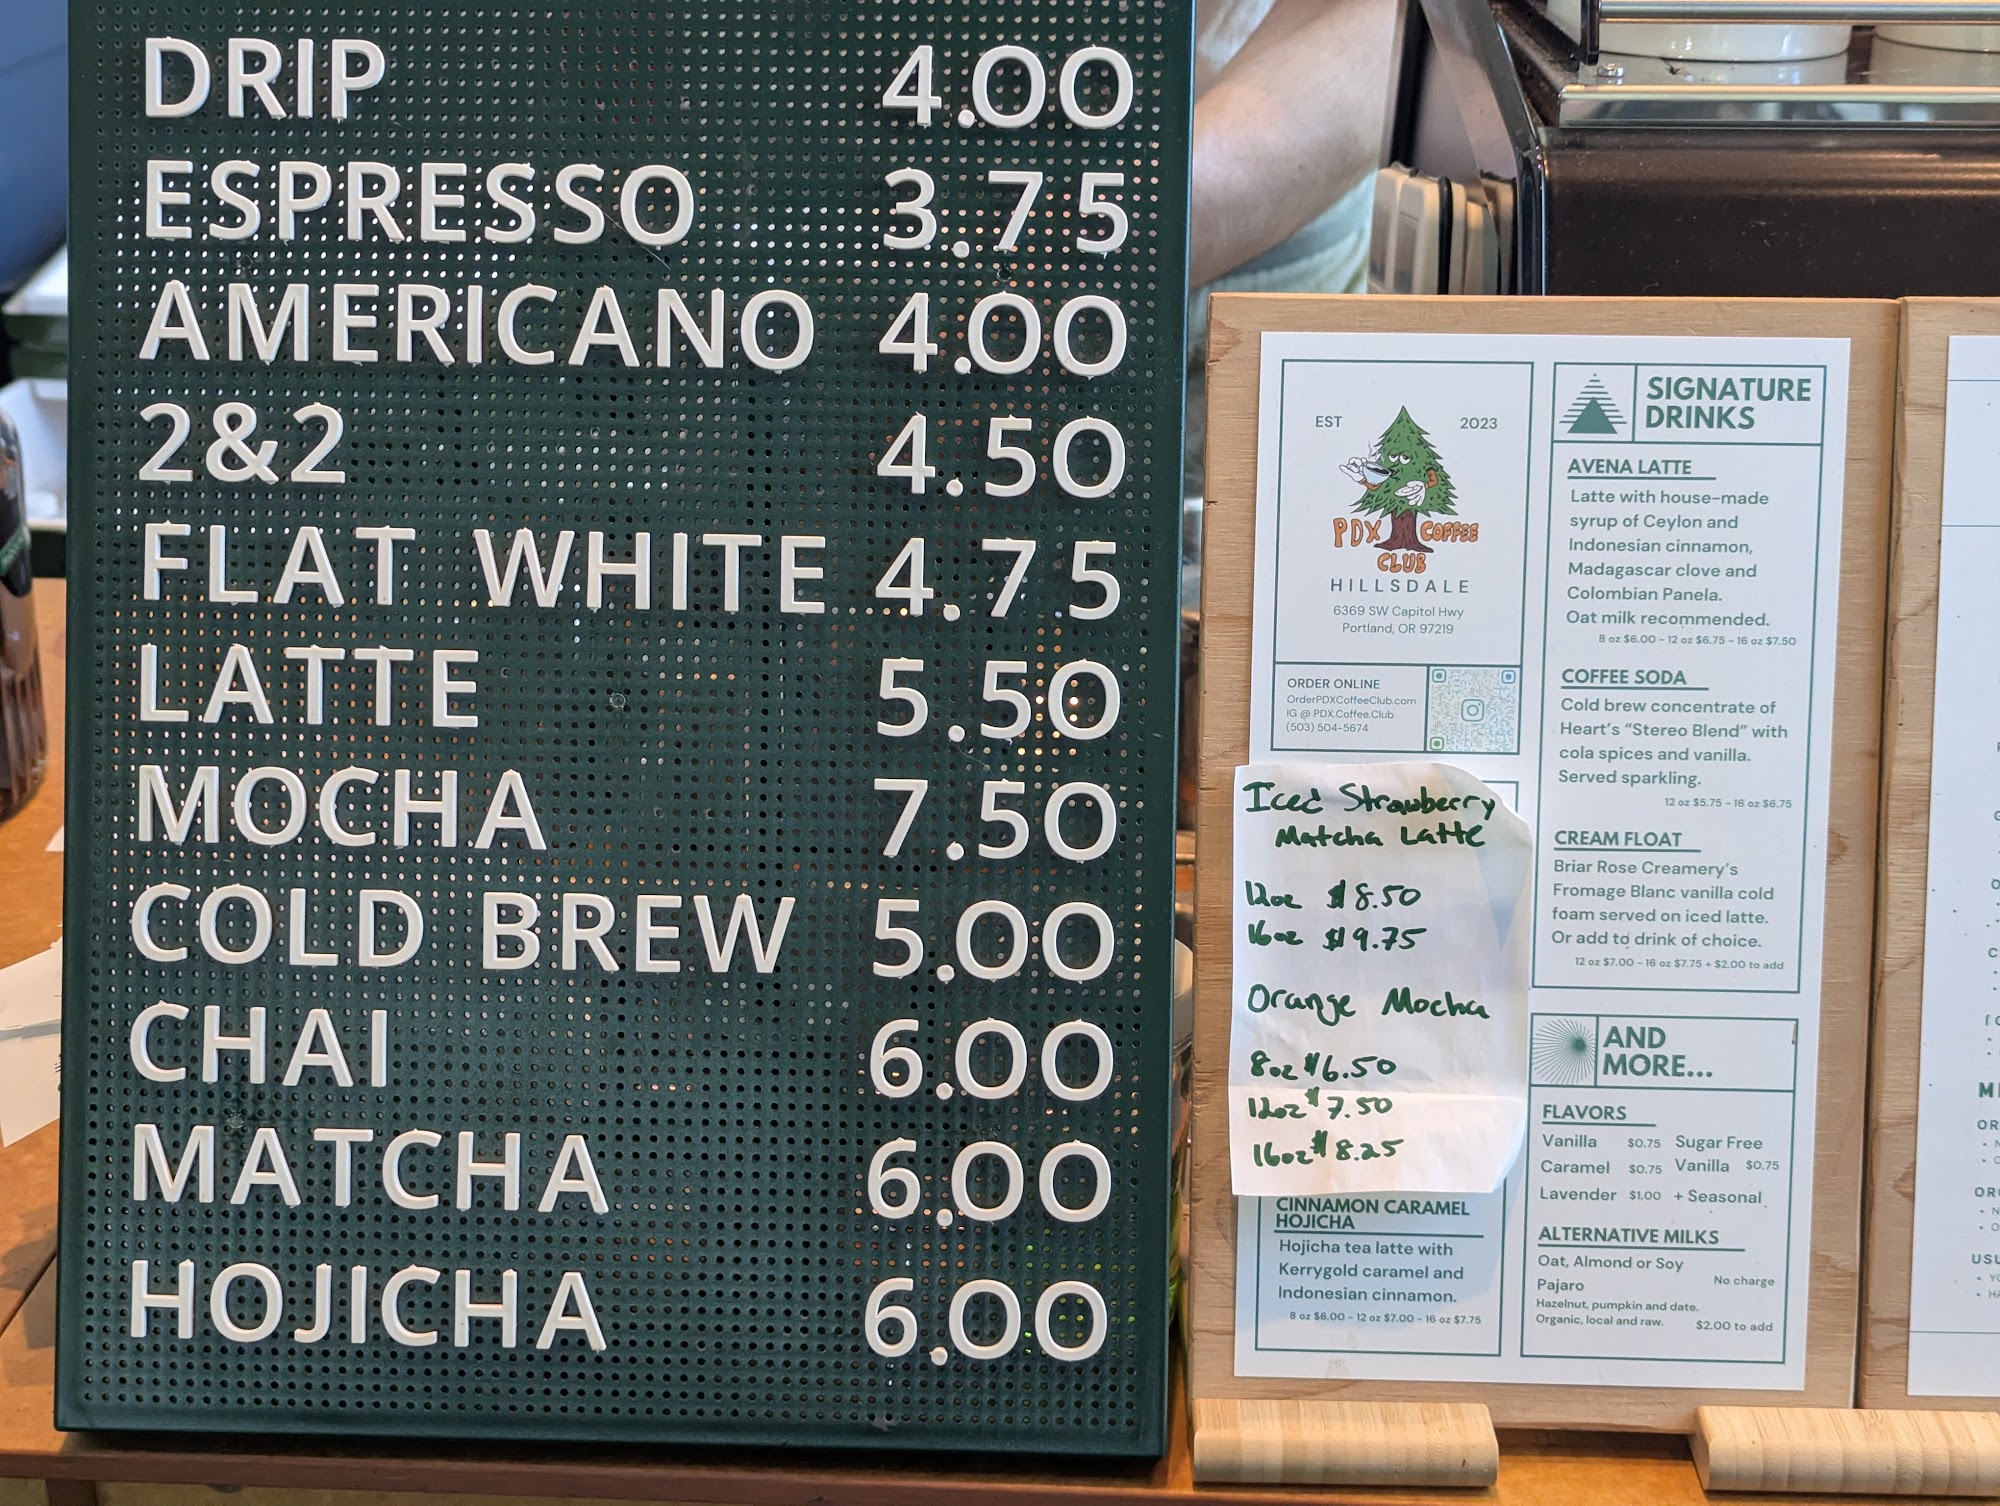 DRIP 4.00
ESPRESSO 3.75
AMERICANO 4.00
2&2 4.50
FLAT WHITE 4.75
LATTE 5.50
MOCHA 7.50
COLD BREW 5.00
CHAI 6.00
MATCHA 6.00
HOJICHA 6.00
EST 2023
PDX COFFEE
CLUB
HILLSDALE
6369 SW Capitol Hwy
Portland, OR 97219
ORDER ONLINE
OrderPDXCoffeeClub.com
IG @ PDX.Coffee.Club
(503) 504-5674
Iced Strawberry
Matcha Latte
12oz $8.50
16oz $9.75
Orange Mocha
8oz $6.50
12oz $7.50
16oz $8.25
CINNAMON CARAMEL
HOJICHA
Hojicha tea latte with
Kerrygold caramel and
Indonesian cinnamon.
8 oz $6.00 - 12 oz $7.00 - 16 oz $7.75
SIGNATURE
DRINKS
AVENA LATTE
Latte with house-made
syrup of Ceylon and
Indonesian cinnamon,
Madagascar clove and
Colombian Panela.
Oat milk recommended.
8 oz $6.00 - 12 oz $6.75 - 16 oz $7.50
COFFEE SODA
Cold brew concentrate of
Heart's "Stereo Blend" with
cola spices and vanilla.
Served sparkling.
12 oz $5.75 - 16 oz $6.75
CREAM FLOAT
Briar Rose Creamery's
Fromage Blanc vanilla cold
foam served on iced latte.
Or add to drink of choice.
12 oz $7.00 - 16 oz $7.75 + $2.00 to add
AND
MORE...
FLAVORS
Vanilla $0.75 Sugar Free
Caramel $0.75 Vanilla $0.75
Lavender $1.00 + Seasonal
ALTERNATIVE MILKS
Oat, Almond or Soy
No charge
Pajaro
Hazelnut, pumpkin and date.
Organic, local and raw. $2.00 to add